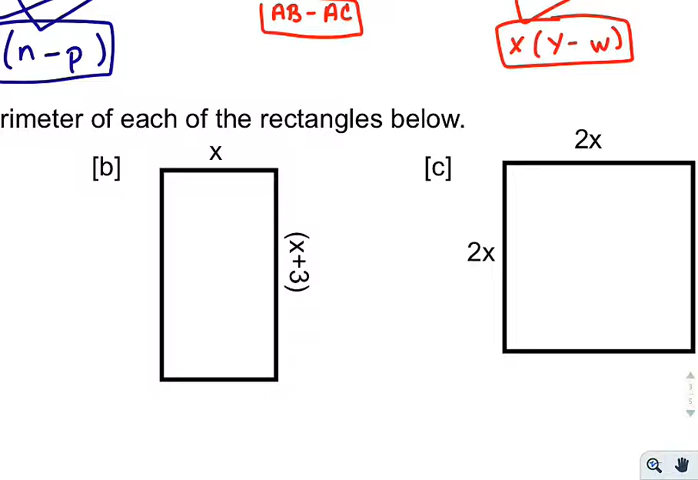 AB - AC
(n - p)
x (y - w)
rimeter of each of the rectangles below.
[b]
x
(x+3)
[c]
2x
2x